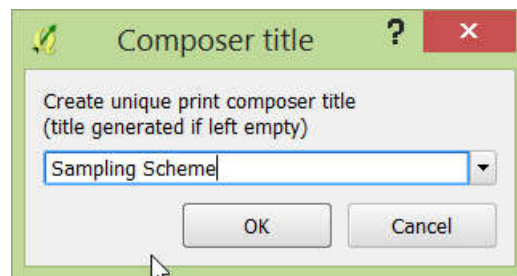 Composer title ? ×
Create unique print composer title
(title generated if left empty)
Sampling Scheme
OK Cancel